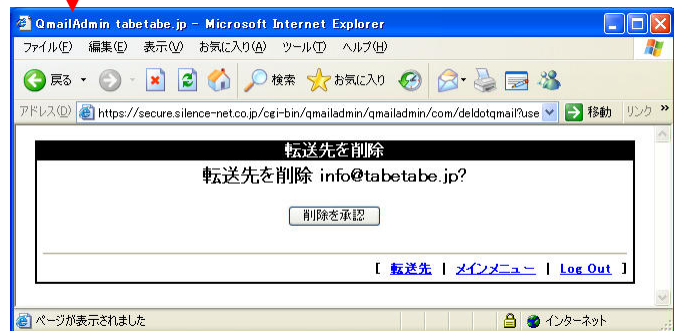 QmailAdmin tabetabe.jp - Microsoft Internet Explorer
ファイル(F) 編集(E) 表示(V) お気に入り(A) ツール(T) ヘルプ(H)
戻る 検索 お気に入り
アドレス(D) https://secure.silence-net.co.jp/cgi-bin/qmailadmin/qmailadmin/com/deldotqmail?use 移動 リンク »
転送先を削除
転送先を削除 info@tabetabe.jp?
削除を承認
[ 転送先 | メインメニュー | Log Out ]
ページが表示されました インターネット